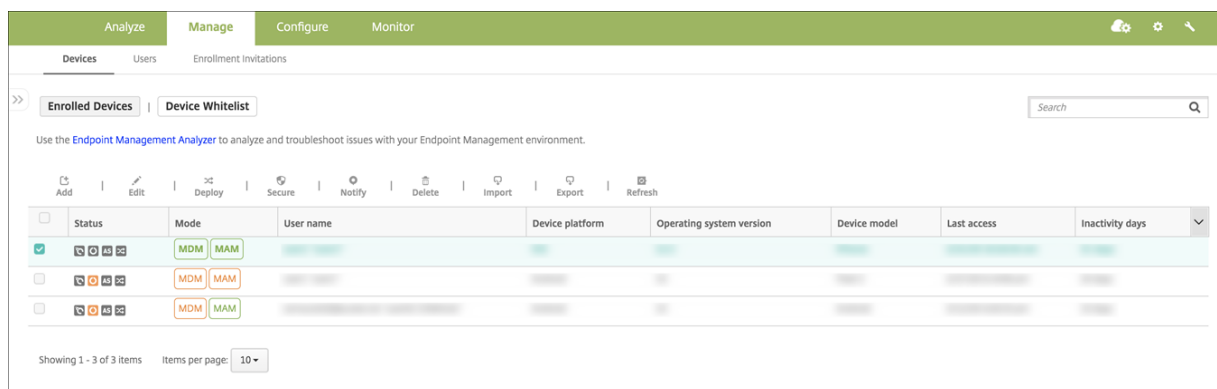 Analyze Manage Configure Monitor
Devices Users Enrollment Invitations
Enrolled Devices | Device Whitelist Search
Use the Endpoint Management Analyzer to analyze and troubleshoot issues with your Endpoint Management environment.
Add | Edit | Deploy | Secure | Notify | Delete | Import | Export | Refresh
Status Mode User name Device platform Operating system version Device model Last access Inactivity days
AS MDM MAM
AS MDM MAM
AS MDM MAM
Showing 1 - 3 of 3 items Items per page: 10